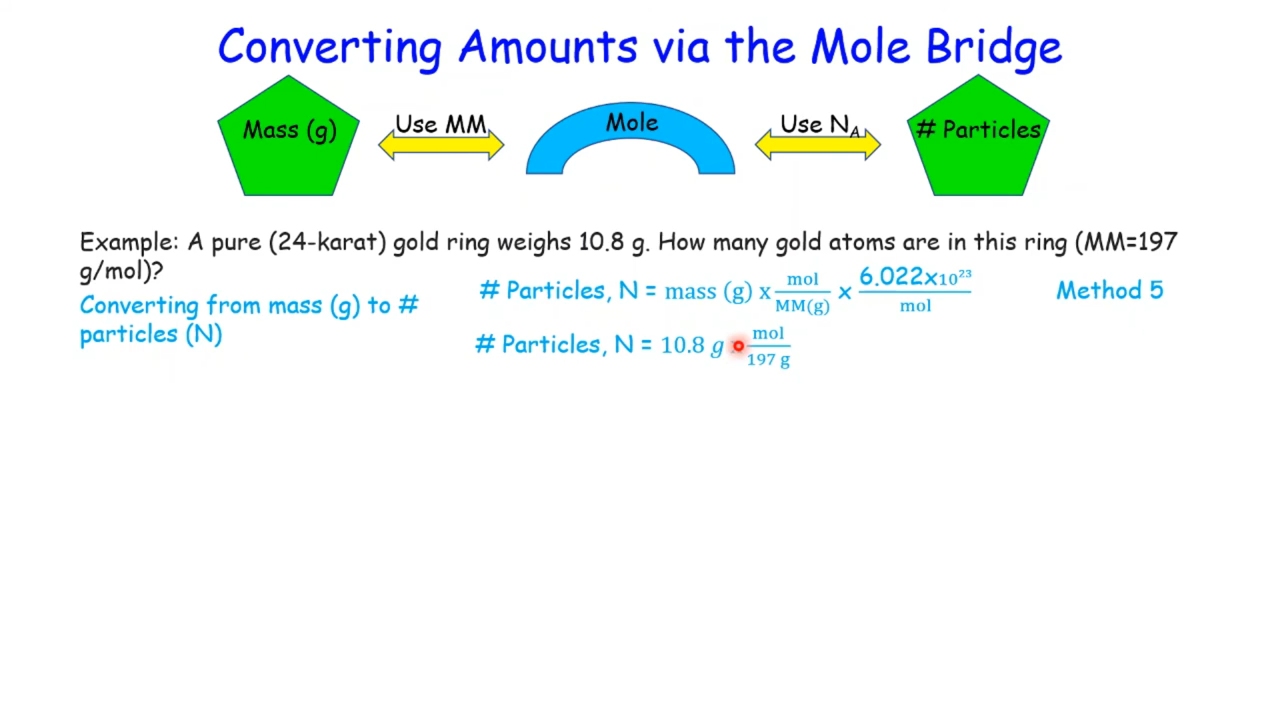 Converting Amounts via the Mole Bridge
Mass (g) Use MM Mole Use N_A # Particles
Example: A pure (24-karat) gold ring weighs 10.8 g. How many gold atoms are in this ring (MM=197
g/mol)?
Converting from mass (g) to #
particles (N)
# Particles, N = mass (g) x mol/MM(g) x 6.022x10²³/mol Method 5
# Particles, N = 10.8 g mol/197 g